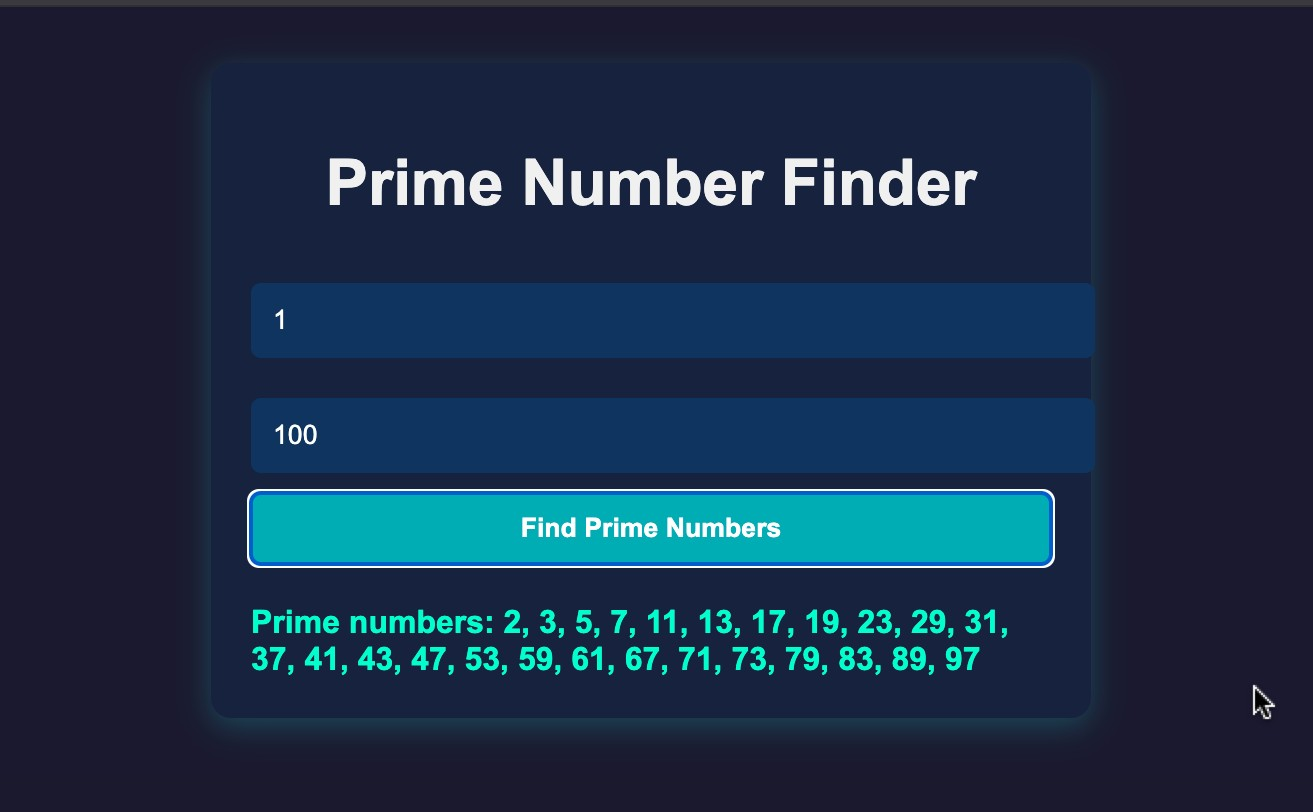 Prime Number Finder
1
100
Find Prime Numbers
Prime numbers: 2, 3, 5, 7, 11, 13, 17, 19, 23, 29, 31,
37, 41, 43, 47, 53, 59, 61, 67, 71, 73, 79, 83, 89, 97